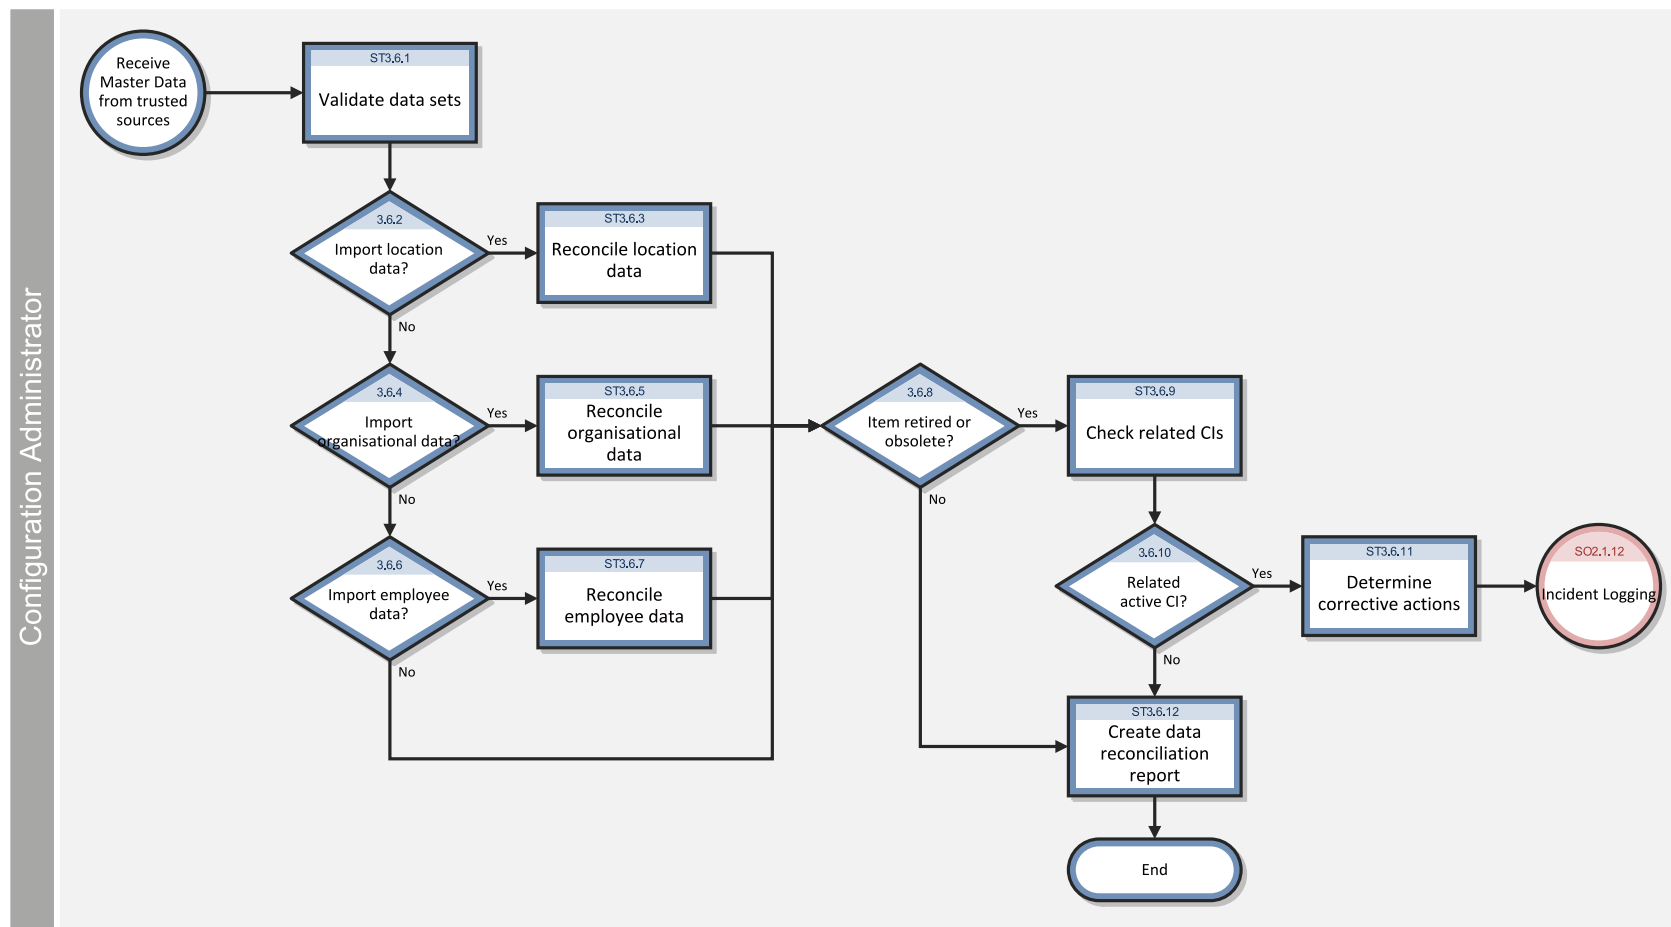 Configuration Administrator
Receive
Master Data
from trusted
sources
ST3.6.1
Validate data sets
3.6.2
Import location
data?
Yes
No
ST3.6.3
Reconcile location
data
3.6.4
Import
organisational data?
Yes
No
ST3.6.5
Reconcile
organisational
data
3.6.6
Import employee
data?
Yes
No
ST3.6.7
Reconcile
employee data
3.6.8
Item retired or
obsolete?
Yes
No
ST3.6.9
Check related CIs
3.6.10
Related
active CI?
Yes
No
ST3.6.11
Determine
corrective actions
SO2.1.12
Incident Logging
ST3.6.12
Create data
reconciliation
report
End